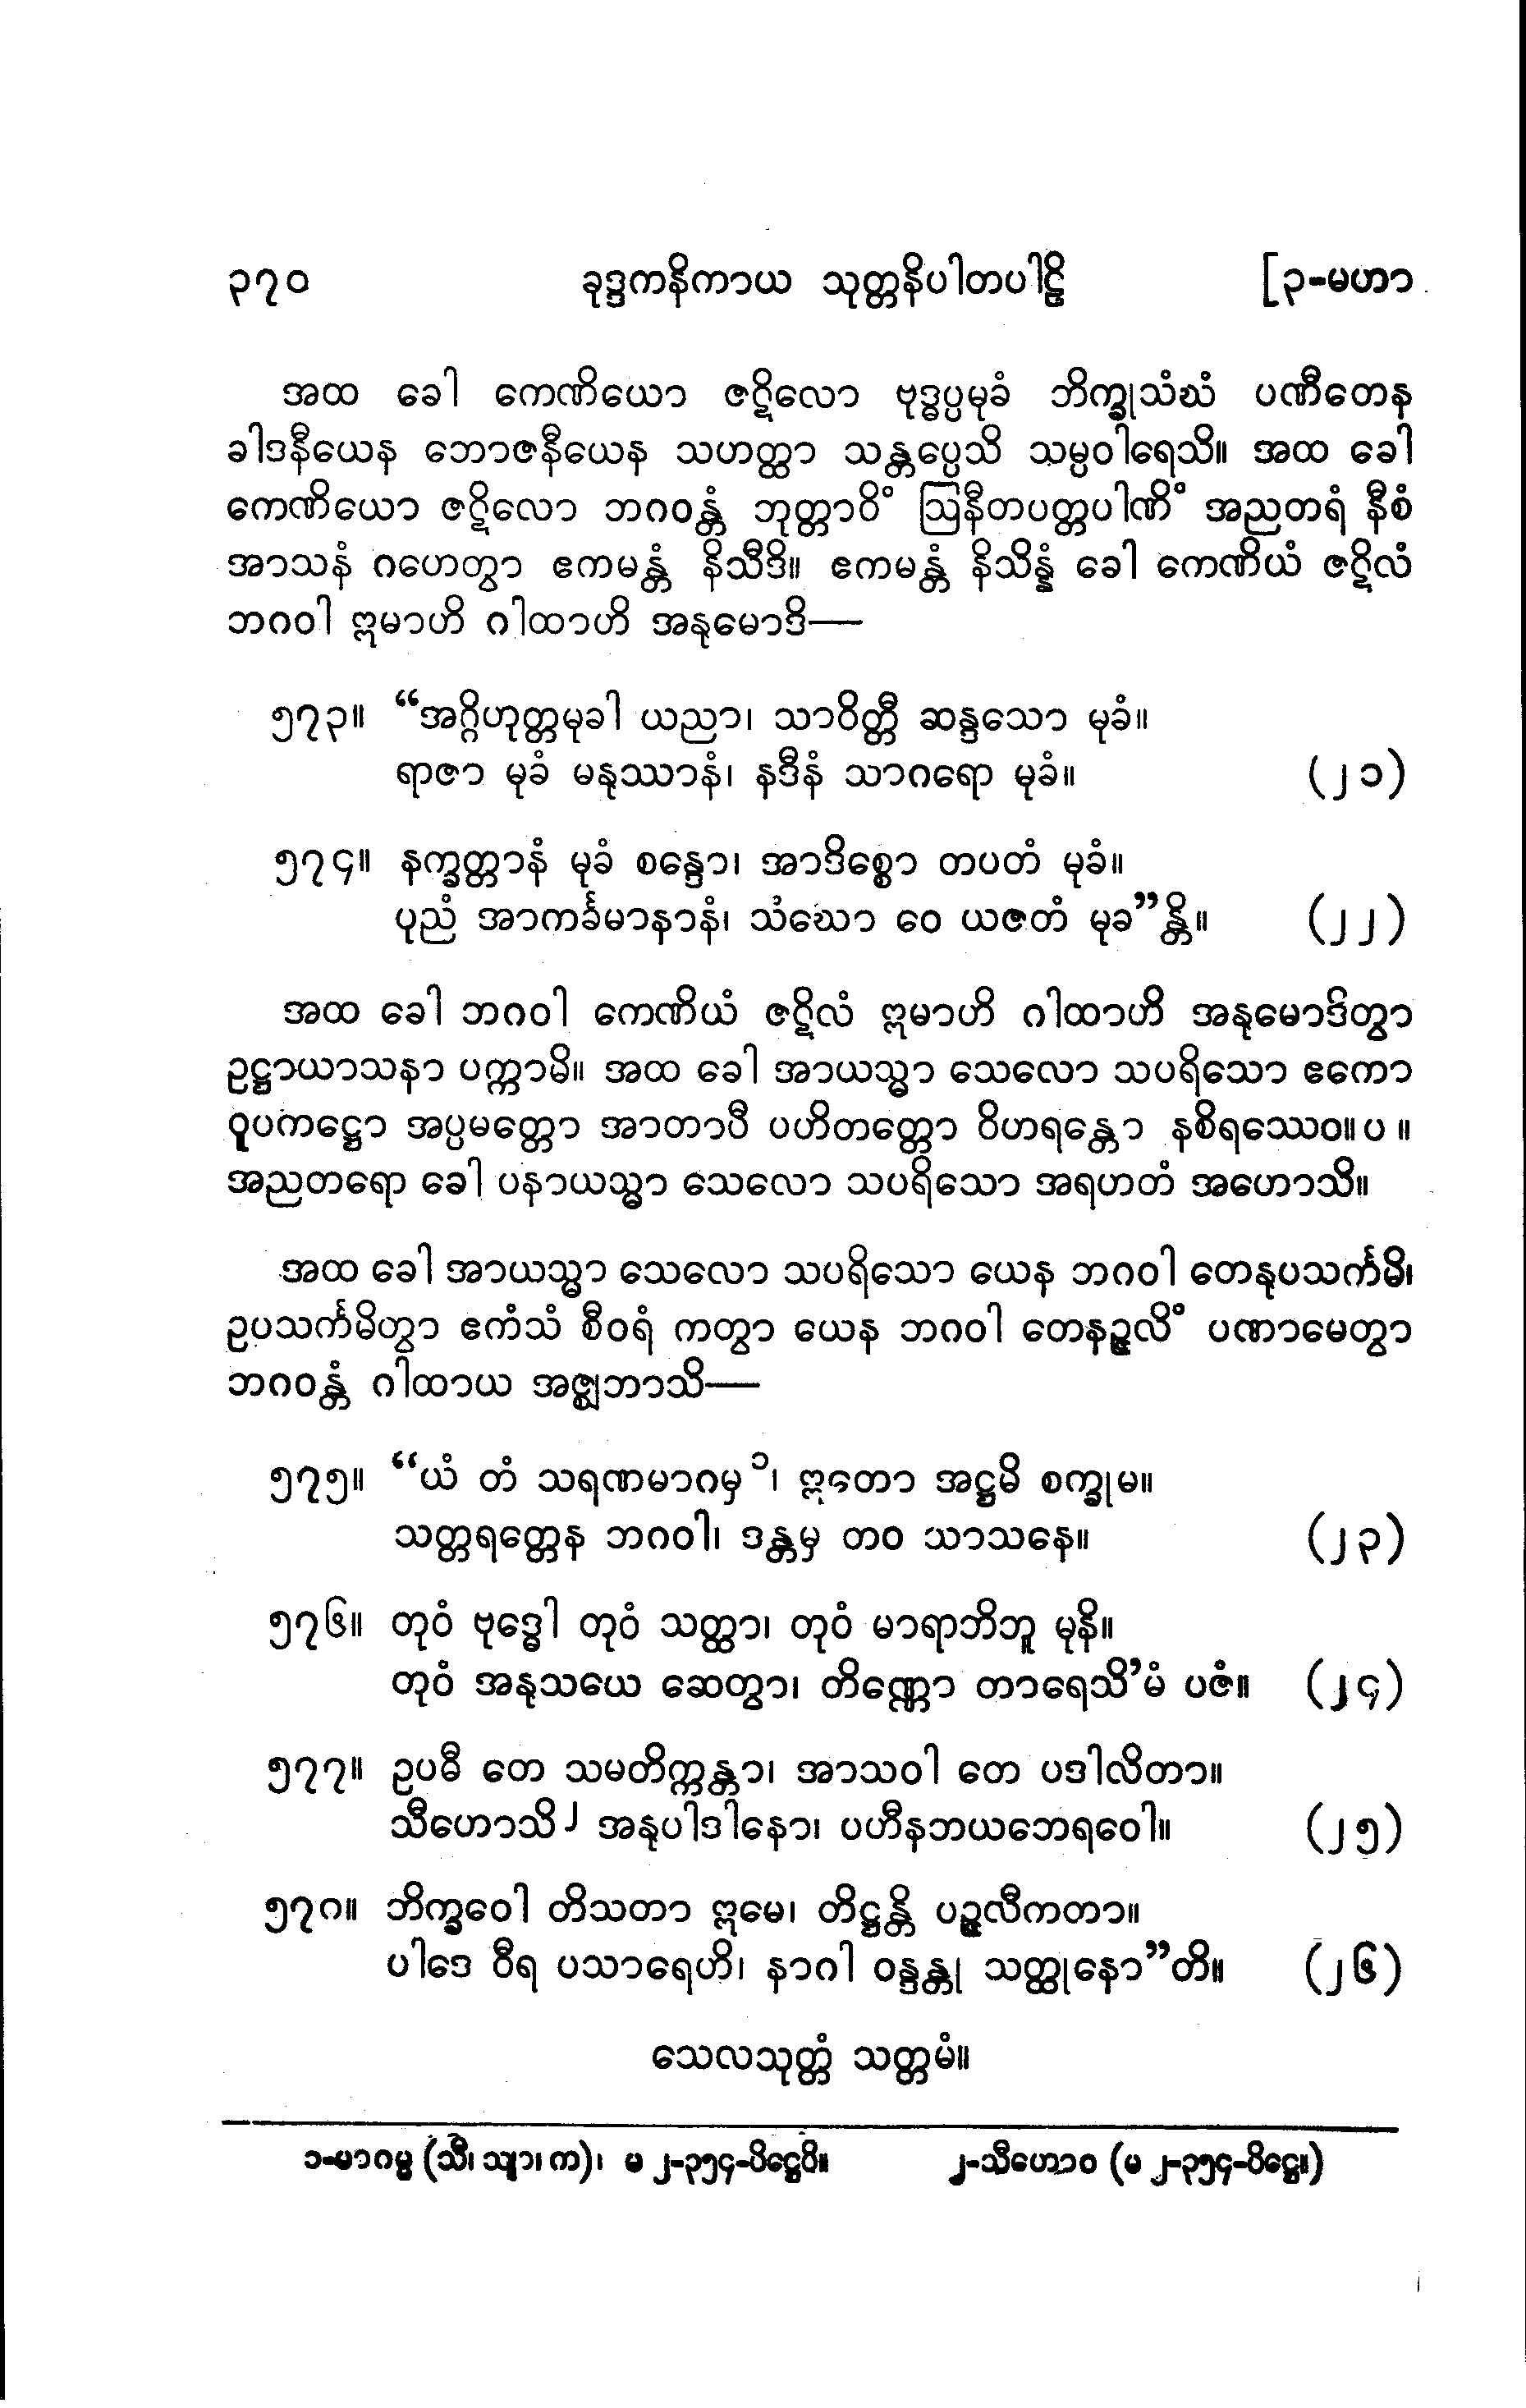 ၃၇၀ ခုဒ္ဒကနိကာယ သုတ္တနိပါတပါဠိ [၃-မဟာ
အထ ခေါ ကေဏိယော ဇဋိလော ဗုဒ္ဓပ္ပမုခံ ဘိက္ခုသံဃံ ပဏီတေန
ခါဒနီယေန ဘောဇနီယေန သဟတ္ထာ သန္တပ္ပေသိ သမ္ပဝါရေသိ။ အထ ခေါ
ကေဏိယော ဇဋိလော ဘဂဝန္တံ ဘုတ္တာဝိံ ဩနီတပတ္တပါဏိံ အညတရံ နီစံ
အာသနံ ဂဟေတွာ ဧကမန္တံ နိသီဒိ။ ဧကမန္တံ နိသိန္နံ ခေါ ကေဏိယံ ဇဋိလံ
ဘဂဝါ ဣမာဟိ ဂါထာဟိ အနုမောဒိ—
၅၇၃။ “အဂ္ဂိဟုတ္တမုခါ ယညာ၊ သာဝိတ္တီ ဆန္ဒသော မုခံ။
ရာဇာ မုခံ မနုဿာနံ၊ နဒီနံ သာဂရော မုခံ။ (၂၁)
၅၇၄။ နက္ခတ္တာနံ မုခံ စန္ဒော၊ အာဒိစ္စော တပတံ မုခံ။
ပုညံ အာကင်္ခမာနာနံ၊ သံဃော ဝေ ယဇတံ မုခ”န္တိ။ (၂၂)
အထ ခေါ ဘဂဝါ ကေဏိယံ ဇဋိလံ ဣမာဟိ ဂါထာဟိ အနုမောဒိတွာ
ဥဋ္ဌာယာသနာ ပက္ကာမိ။ အထ ခေါ အာယသ္မာ သေလော သပရိသော ဧကော
ဝူပကဋ္ဌော အပ္ပမတ္တော အာတာပီ ပဟိတတ္တော ဝိဟရန္တော နစိရဿေဝ။ ပ ။
အညတရော ခေါ ပနာယသ္မာ သေလော သပရိသော အရဟတံ အဟောသိ။
အထ ခေါ အာယသ္မာ သေလော သပရိသော ယေန ဘဂဝါ တေနုပသင်္ကမိ၊
ဥပသင်္ကမိတွာ ဧကံသံ စီဝရံ ကတွာ ယေန ဘဂဝါ တေနဉ္ဇလိံ ပဏာမေတွာ
ဘဂဝန္တံ ဂါထာယ အဇ္ဈဘာသိ—
၅၇၅။ “ယံ တံ သရဏမာဂမှ ၁၊ ဣတော အဋ္ဌမိ စက္ခုမ။
သတ္တရတ္တေန ဘဂဝါ၊ ဒန္တမှ တဝ သာသနေ။ (၂၃)
၅၇၆။ တုဝံ ဗုဒ္ဓေါ တုဝံ သတ္ထာ၊ တုဝံ မာရာဘိဘူ မုနိ။
တုဝံ အနုသယေ ဆေတွာ၊ တိဏ္ဏော တာရေသိ’မံ ပဇံ။ (၂၄)
၅၇၇။ ဥပဓီ တေ သမတိက္ကန္တာ၊ အာသဝါ တေ ပဒါလိတာ။
သီဟောသိ၂ အနုပါဒါနော၊ ပဟီနဘယဘေရဝေါ။ (၂၅)
၅၇၈။ ဘိက္ခဝေါ တိသတာ ဣမေ၊ တိဋ္ဌန္တိ ပဉ္ဇလီကတာ။
ပါဒေ ဝီရ ပသာရေဟိ၊ နာဂါ ဝန္ဒန္တု သတ္ထုနော”တိ။ (၂၆)
သေလသုတ္တံ သတ္တမံ။
၁-မာဂမ္မ (သီ၊ သျာ၊ က)၊ မ ၂-၃၅၄-ပိဋ္ဌေပိ။ ၂-သီဟောဝ (မ ၂-၃၅၄-ပိဋ္ဌေ။)